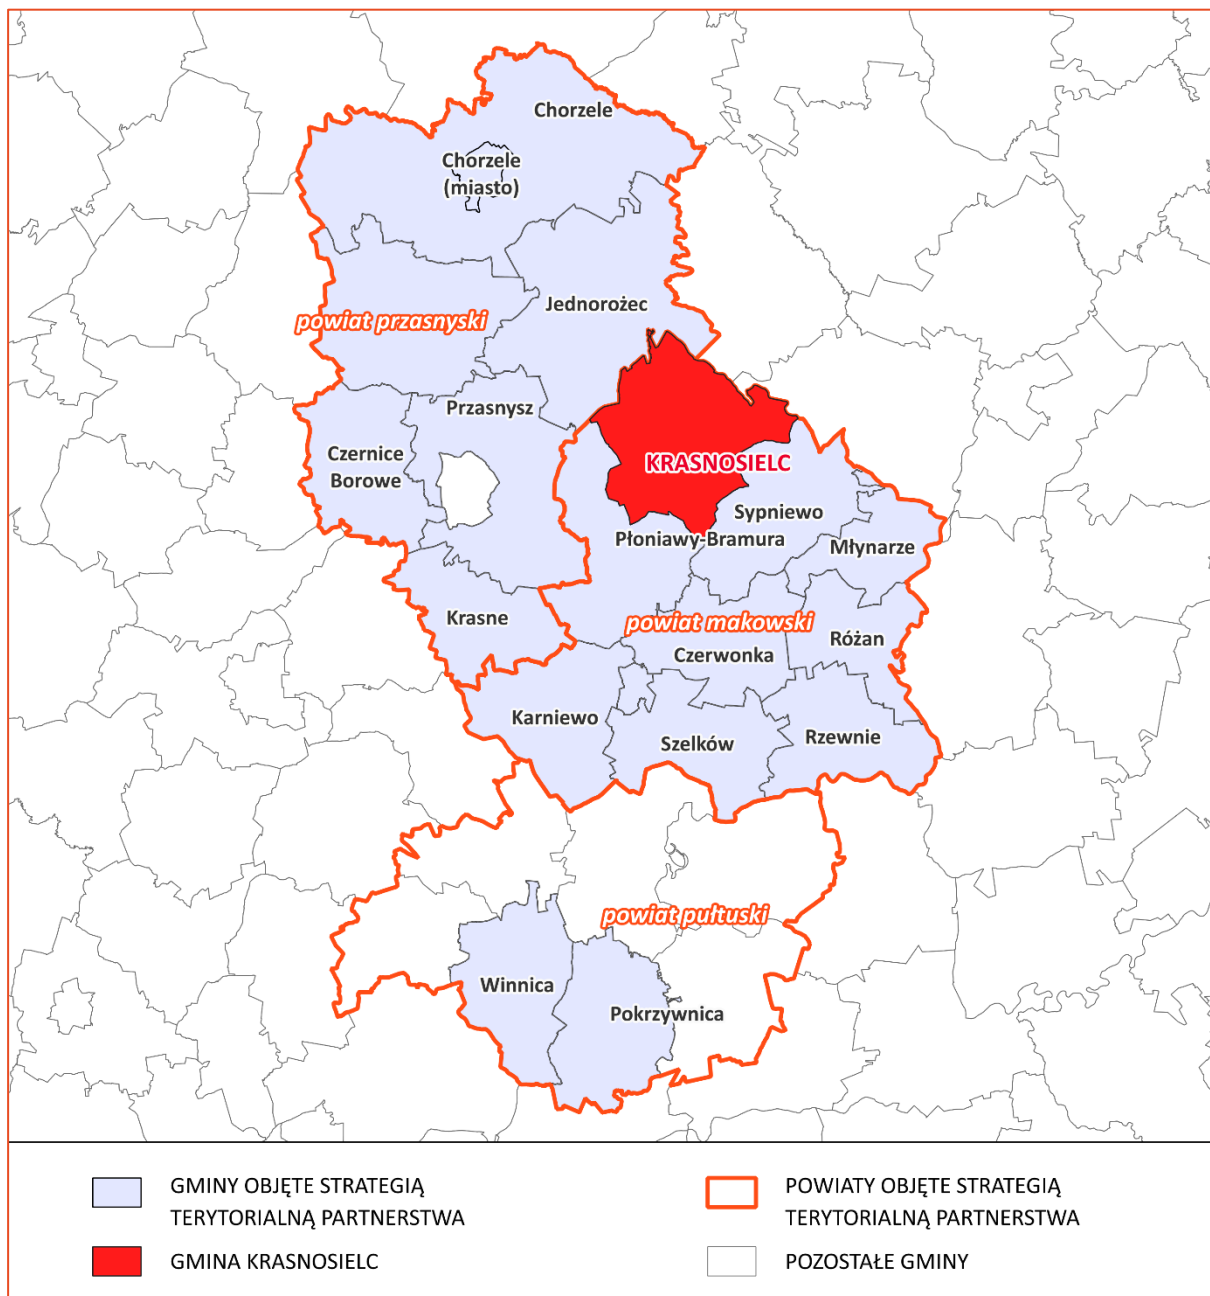 Chorzele
Chorzele
(miasto)
Jednorożec
powiat przasnyski
Przasnysz
Czernice
Borowe
KRASNOSIELC
Sypniewo
Płoniawy-Bramura
Młynarze
Krasne
powiat makowski
Różan
Czerwonka
Karniewo
Szelków
Rzewnie
powiat pułtuski
Winnica
Pokrzywnica
GMINY OBJĘTE STRATEGIĄ
TERYTORIALNĄ PARTNERSTWA
POWIATY OBJĘTE STRATEGIĄ
TERYTORIALNĄ PARTNERSTWA
GMINA KRASNOSIELC
POZOSTAŁE GMINY